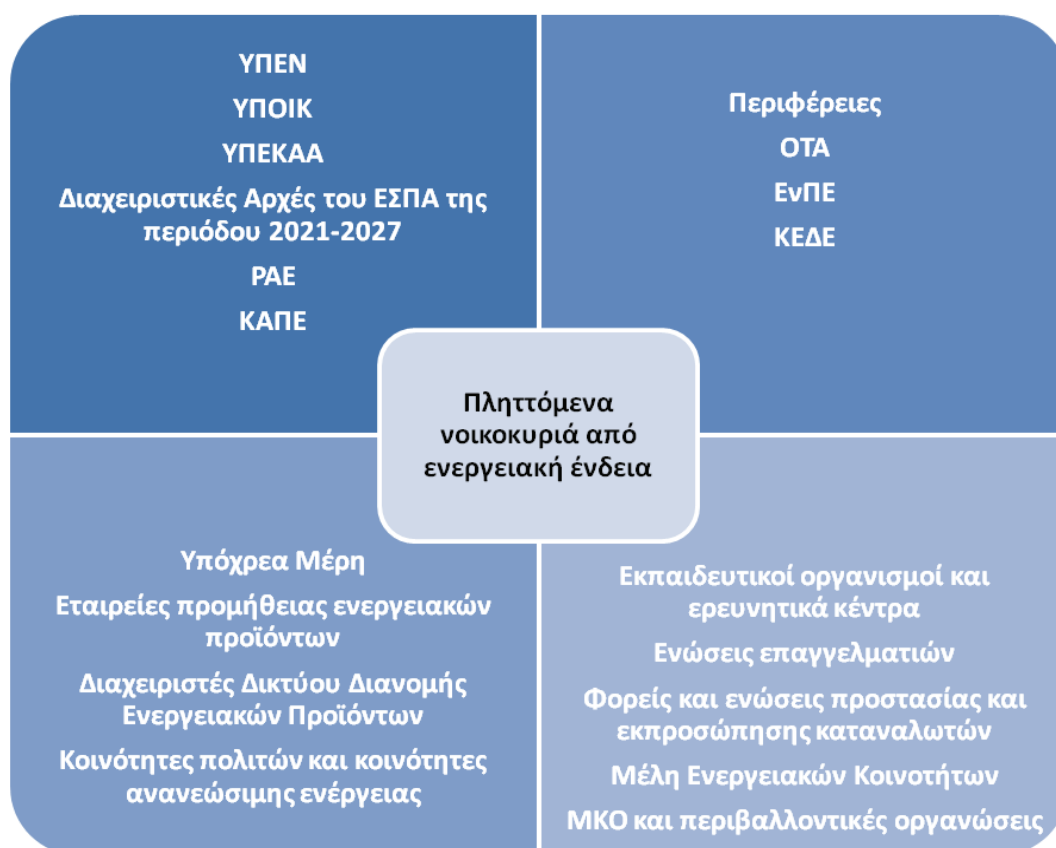 ΥΠΕΝ
ΥΠΟΙΚ
ΥΠΕΚΑΑ
Διαχειριστικές Αρχές του ΕΣΠΑ της
περιόδου 2021-2027
ΡΑΕ
ΚΑΠΕ
Περιφέρειες
ΟΤΑ
ΕνΠΕ
ΚΕΔΕ
Πληττόμενα
νοικοκυριά από
ενεργειακή ένδεια
Υπόχρεα Μέρη
Εταιρείες προμήθειας ενεργειακών
προϊόντων
Διαχειριστές Δικτύου Διανομής
Ενεργειακών Προϊόντων
Κοινότητες πολιτών και κοινότητες
ανανεώσιμης ενέργειας
Εκπαιδευτικοί οργανισμοί και
ερευνητικά κέντρα
Ενώσεις επαγγελματιών
Φορείς και ενώσεις προστασίας και
εκπροσώπησης καταναλωτών
Μέλη Ενεργειακών Κοινοτήτων
ΜΚΟ και περιβαλλοντικές οργανώσεις